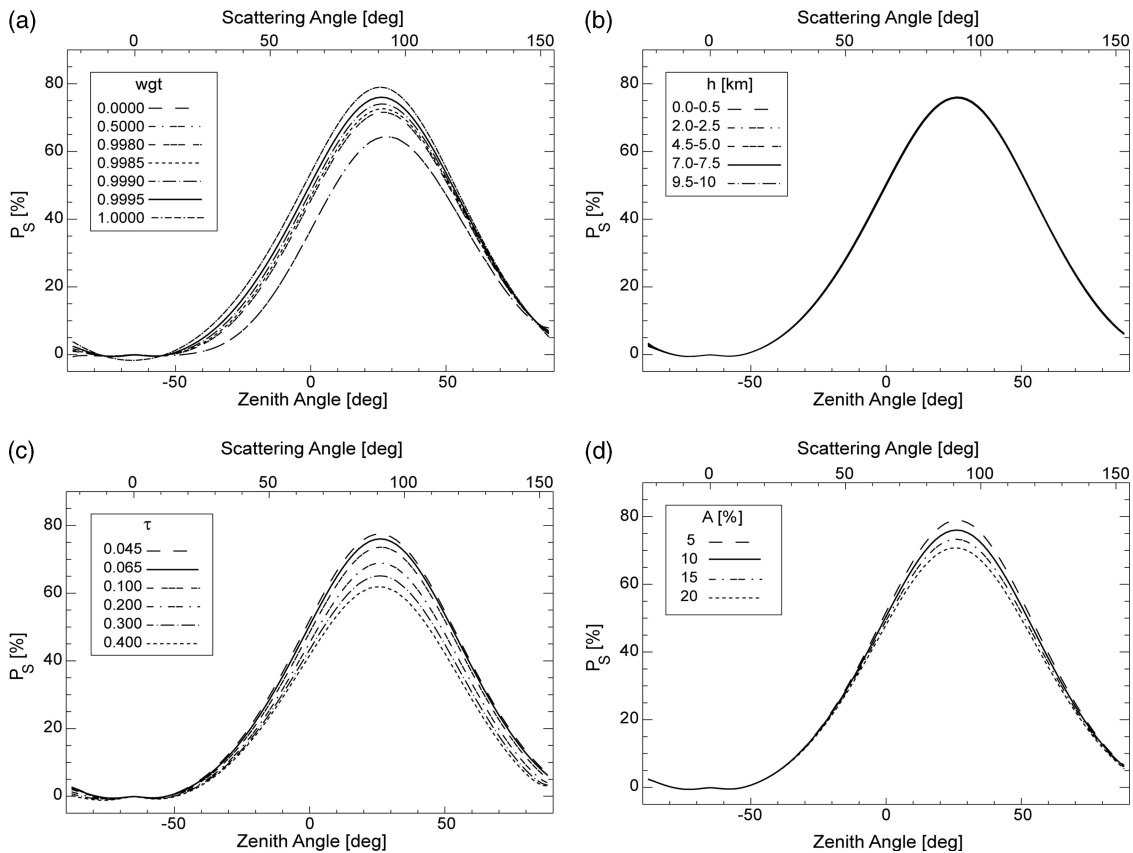 (a)
Scattering Angle [deg]
0 50 100 150
wgt
0.0000
0.5000
0.9980
0.9985
0.9990
0.9995
1.0000
80
60
40
20
0
P_S [%]
-50 0 50
Zenith Angle [deg]
(b)
Scattering Angle [deg]
0 50 100 150
h [km]
0.0-0.5
2.0-2.5
4.5-5.0
7.0-7.5
9.5-10
80
60
40
20
0
P_S [%]
-50 0 50
Zenith Angle [deg]
(c)
Scattering Angle [deg]
0 50 100 150
τ
0.045
0.065
0.100
0.200
0.300
0.400
80
60
40
20
0
P_S [%]
-50 0 50
Zenith Angle [deg]
(d)
Scattering Angle [deg]
0 50 100 150
A [%]
5
10
15
20
80
60
40
20
0
P_S [%]
-50 0 50
Zenith Angle [deg]